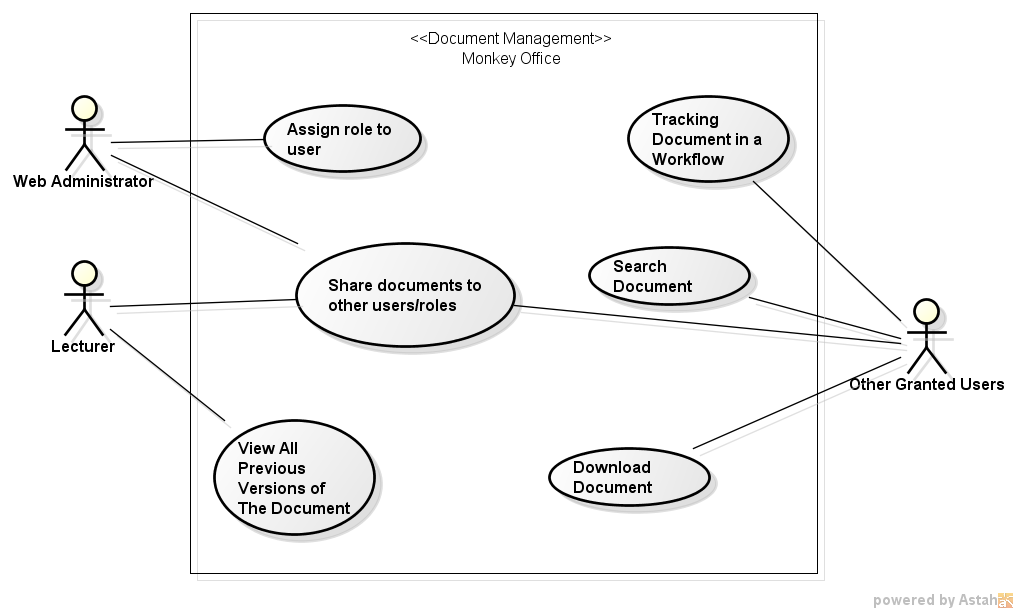 <<Document Management>>
Monkey Office
Assign role to
user
Tracking
Document in a
Workflow
Web Administrator
Share documents to
other users/roles
Search
Document
Lecturer
Other Granted Users
View All
Previous
Versions of
The Document
Download
Document
powered by Astah